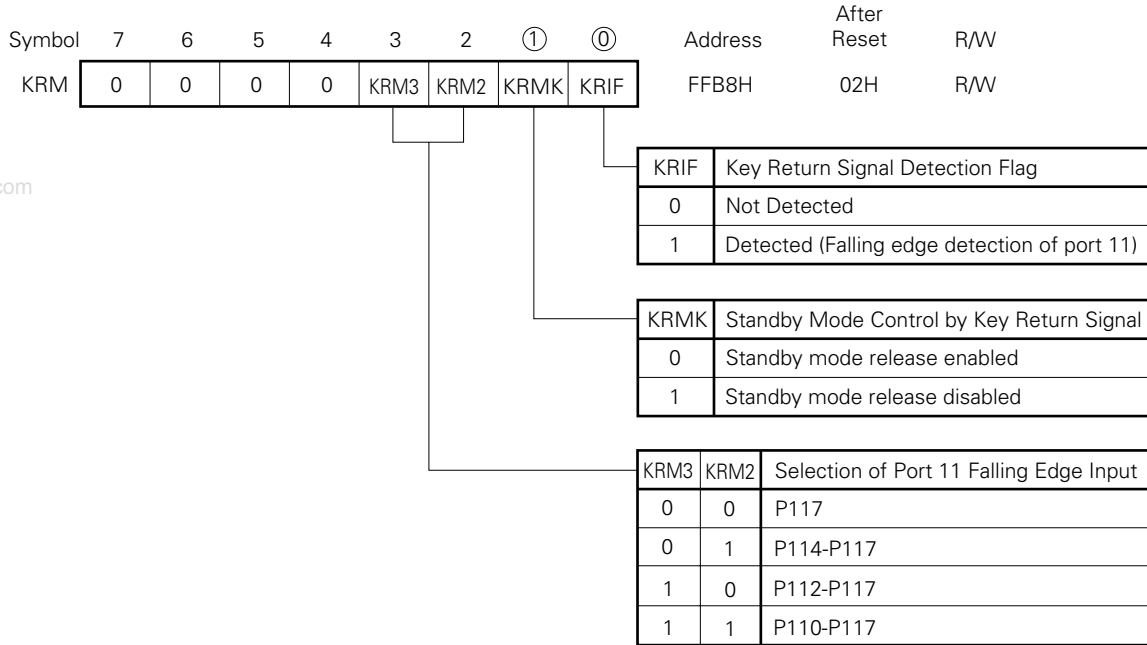 After
Symbol 7 6 5 4 3 2 ① ⓪ Address Reset R/W
KRM 0 0 0 0 KRM3 KRM2 KRMK KRIF FFB8H 02H R/W
KRIF Key Return Signal Detection Flag
com
0 Not Detected
1 Detected (Falling edge detection of port 11)
KRMK Standby Mode Control by Key Return Signal
0 Standby mode release enabled
1 Standby mode release disabled
KRM3 KRM2 Selection of Port 11 Falling Edge Input
0 0 P117
0 1 P114-P117
1 0 P112-P117
1 1 P110-P117